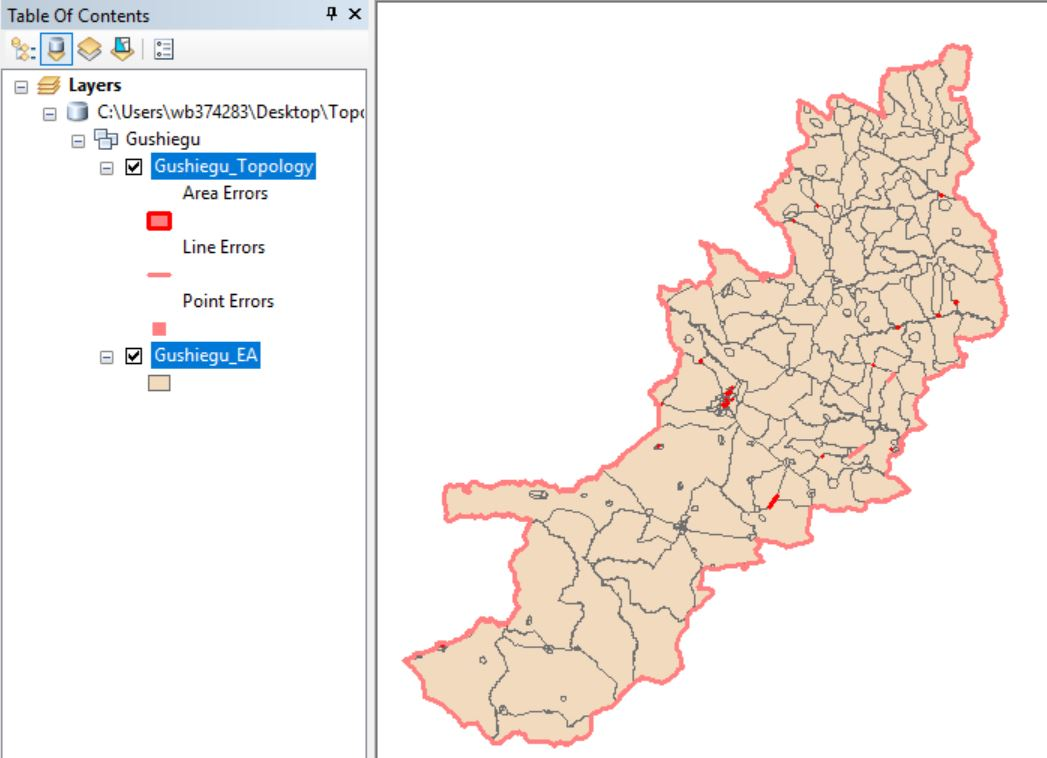 Table Of Contents
Layers
C:\Users\wb374283\Desktop\Topo
Gushiegu
Gushiegu_Topology
Area Errors
Line Errors
Point Errors
Gushiegu_EA